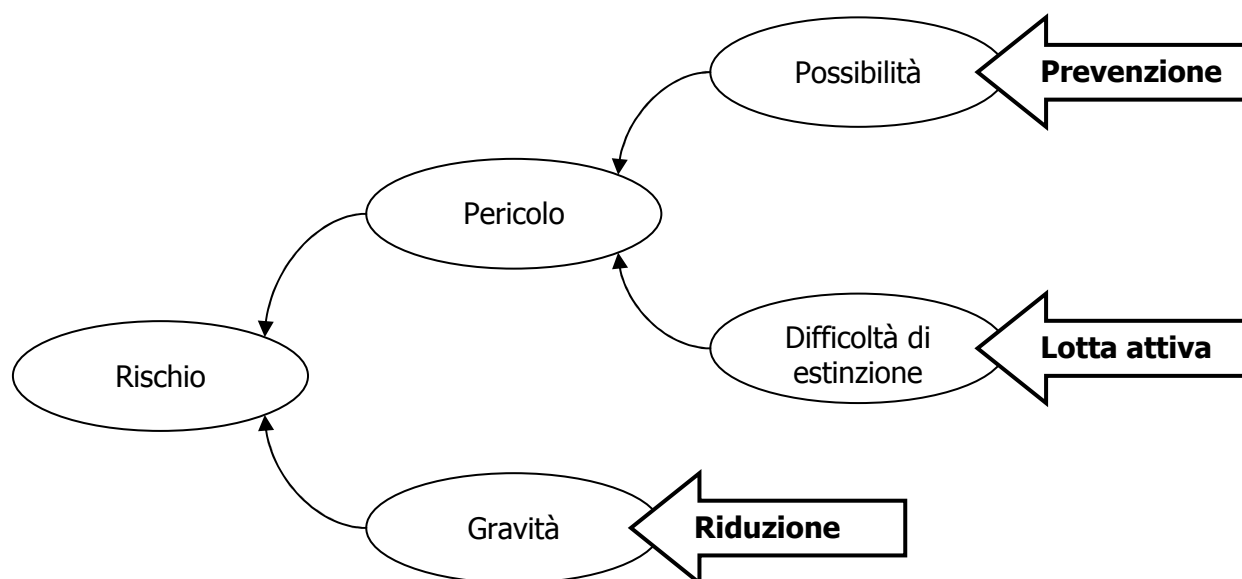 Possibilità
Prevenzione
Pericolo
Difficoltà di
estinzione
Lotta attiva
Rischio
Gravità
Riduzione